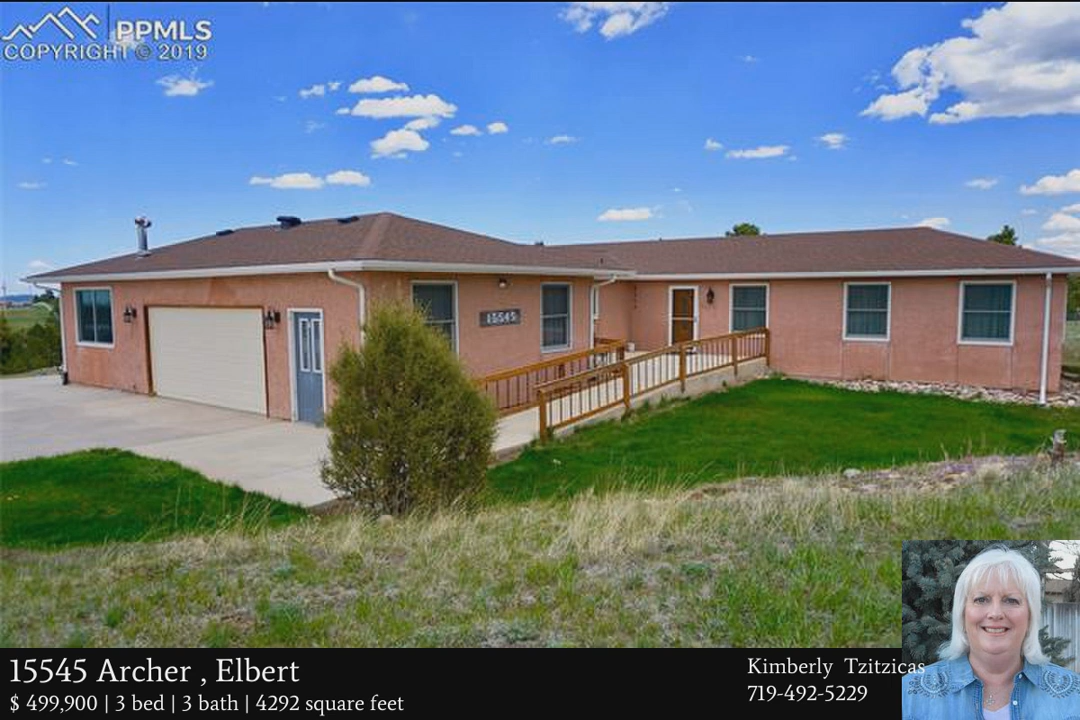 PPMLS
COPYRIGHT © 2019
15545
15545 Archer , Elbert
$ 499,900 | 3 bed | 3 bath | 4292 square feet
Kimberly Tzitzicas
719-492-5229